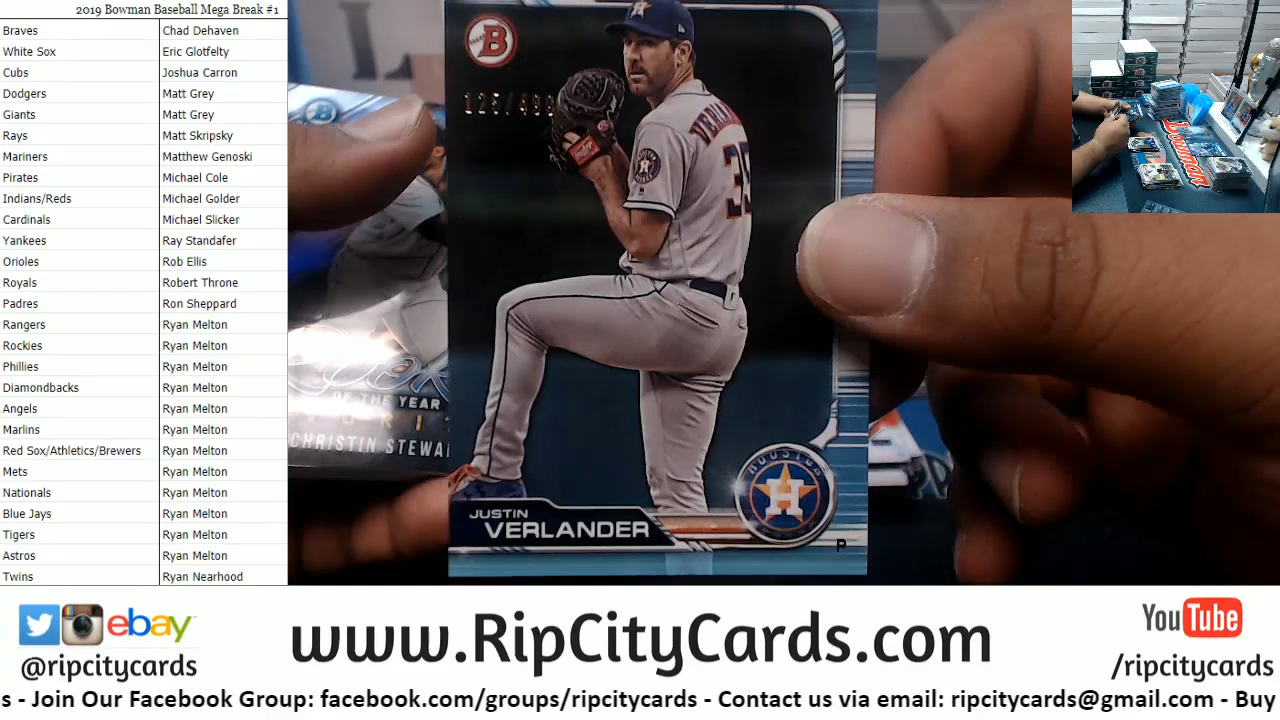 2019 Bowman Baseball Mega Break #1
Braves Chad Dehaven
White Sox Eric Glotfelty
Cubs Joshua Carron
Dodgers Matt Grey
Giants Matt Grey
Rays Matt Skripsky
Mariners Matthew Genoski
Pirates Michael Cole
Indians/Reds Michael Golder
Cardinals Michael Slicker
Yankees Ray Standafer
Orioles Rob Ellis
Royals Robert Throne
Padres Ron Sheppard
Rangers Ryan Melton
Rockies Ryan Melton
Phillies Ryan Melton
Diamondbacks Ryan Melton
Angels Ryan Melton
Marlins Ryan Melton
Red Sox/Athletics/Brewers Ryan Melton
Mets Ryan Melton
Nationals Ryan Melton
Blue Jays Ryan Melton
Tigers Ryan Melton
Astros Ryan Melton
Twins Ryan Nearhood
B
35
HOUSTON
H
JUSTIN
VERLANDER
P
OF THE YEAR
Bowman
ebay
@ripcitycards
www.RipCityCards.com
YouTube
/ripcitycards
s - Join Our Facebook Group: facebook.com/groups/ripcitycards - Contact us via email: ripcitycards@gmail.com - Buy